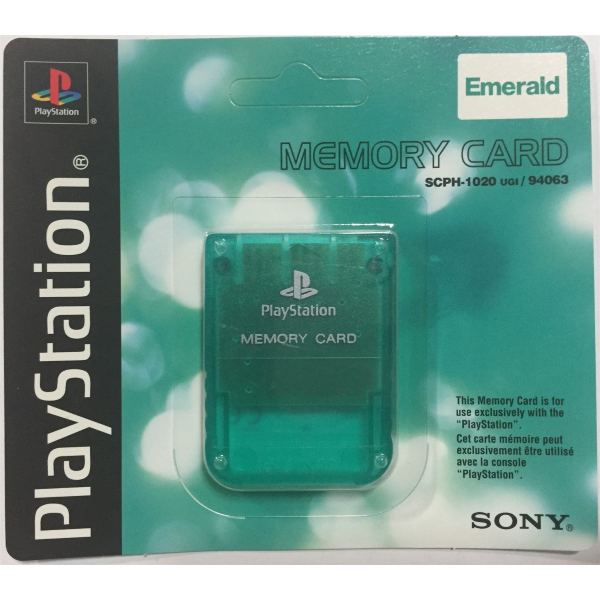 PlayStation
®
PlayStation®
Emerald
MEMORY CARD
SCPH-1020 UGI / 94063
PlayStation
MEMORY CARD
This Memory Card is for
use exclusively with the
"PlayStation".
Cet carte mémoire peut
exclusivement être utilisé
avec la console
"PlayStation".
SONY®